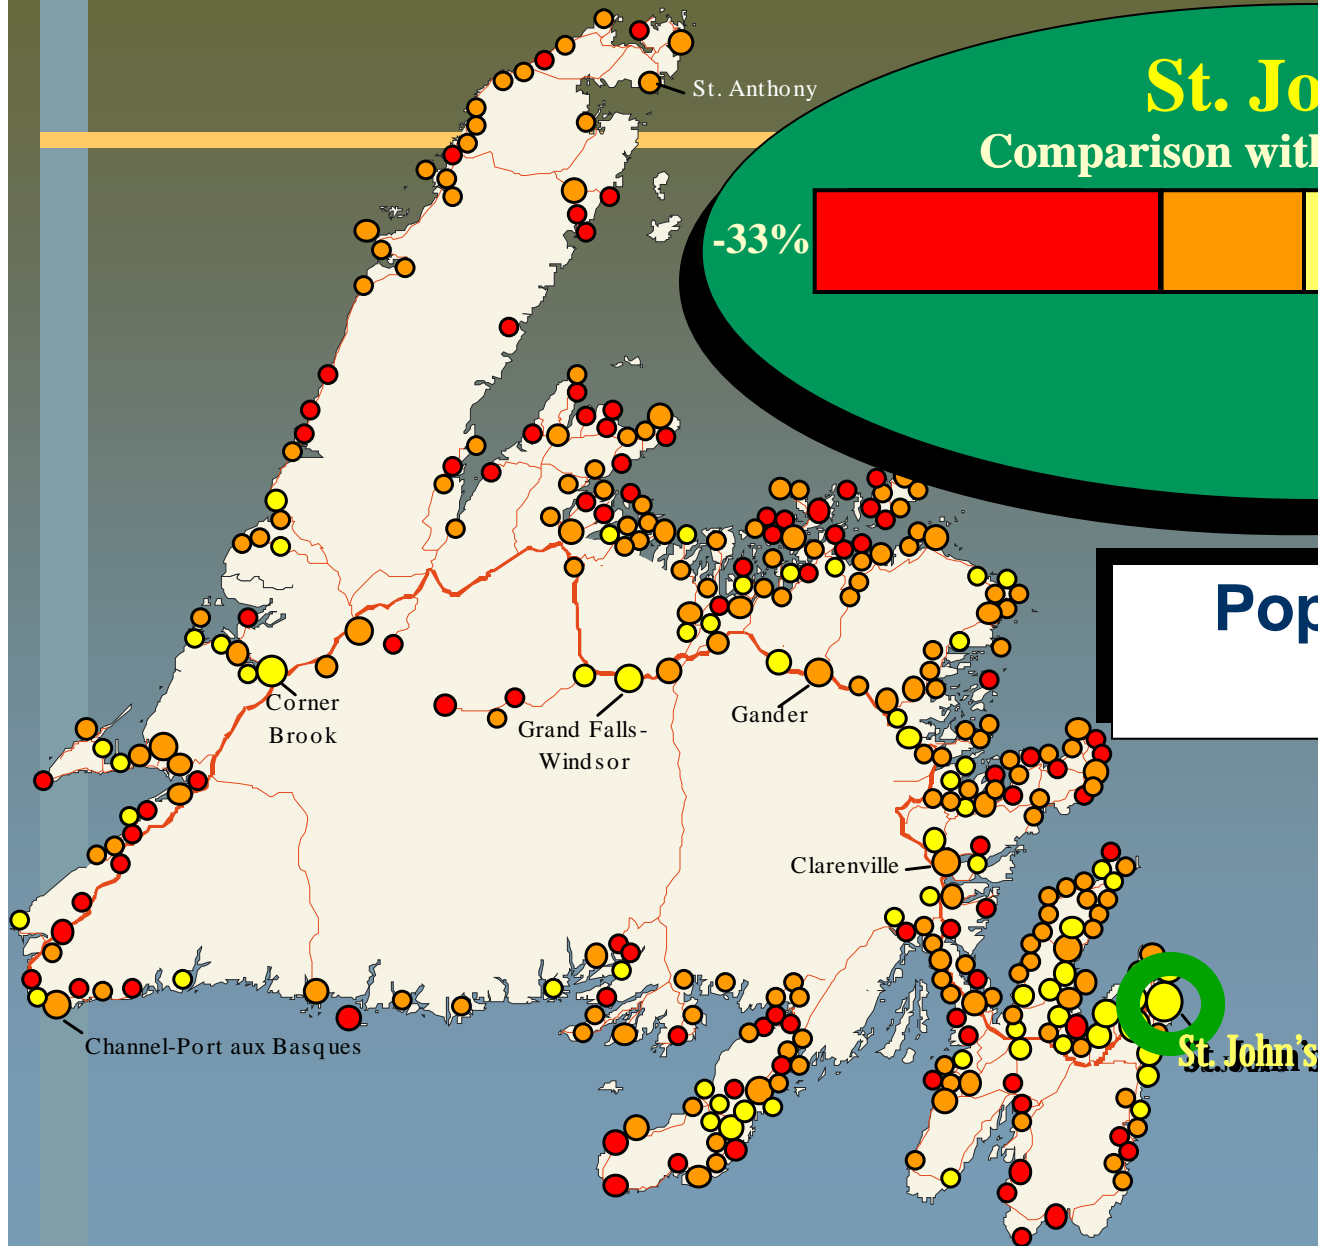 St. Jo
Comparison with
-33%
St. Anthony
Pop
Corner
Brook
Grand Falls-
Windsor
Gander
Clarenville
Channel-Port aux Basques
St. John's